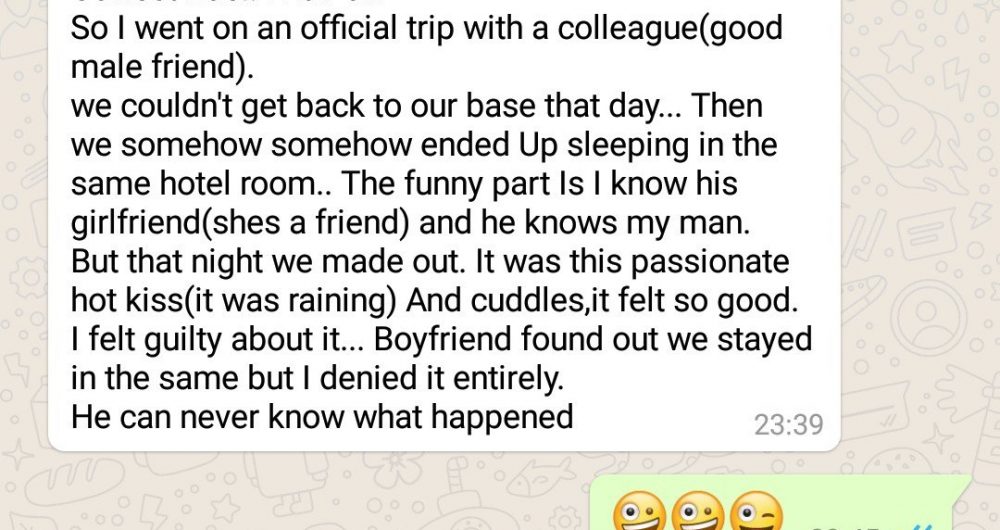 So I went on an official trip with a colleague(good
male friend).
we couldn't get back to our base that day... Then
we somehow somehow ended Up sleeping in the
same hotel room.. The funny part Is I know his
girlfriend(shes a friend) and he knows my man.
But that night we made out. It was this passionate
hot kiss(it was raining) And cuddles,it felt so good.
I felt guilty about it... Boyfriend found out we stayed
in the same but I denied it entirely.
He can never know what happened
23:39